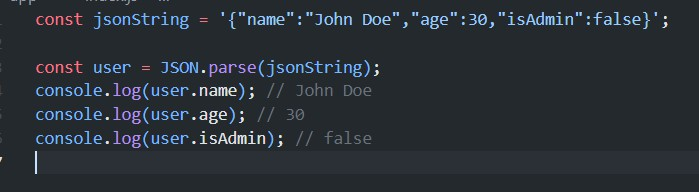 const jsonString = '{"name":"John Doe","age":30,"isAdmin":false}';
const user = JSON.parse(jsonString);
console.log(user.name); // John Doe
console.log(user.age); // 30
console.log(user.isAdmin); // false